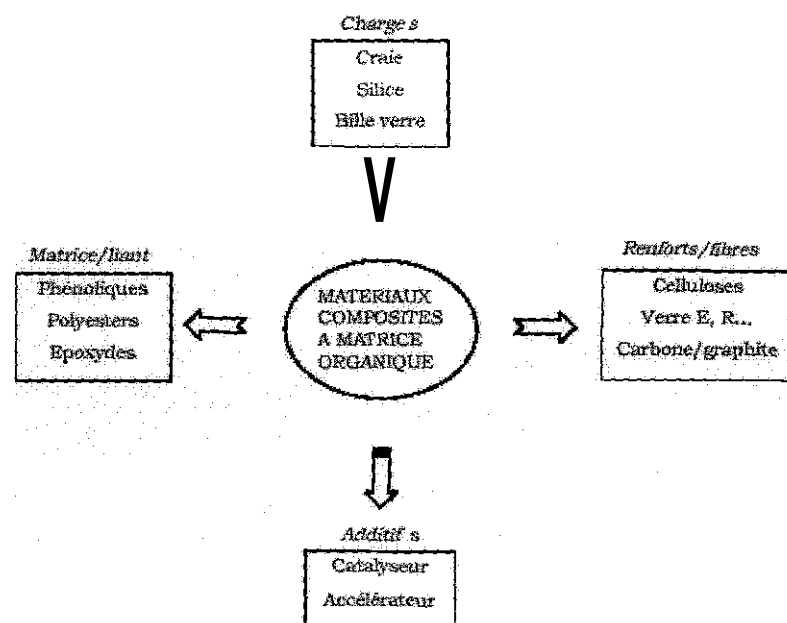 Charge s
Craie
Silice
Bille verre
Matrice/liant
Phénoliques
Polyesters
Epoxydes
MATERIAUX
COMPOSITES
A MATRICE
ORGANIQUE
Renforts/fibres
Celluloses
Verre E, R...
Carbone/graphite
Additif s
Catalyseur
Accélérateur